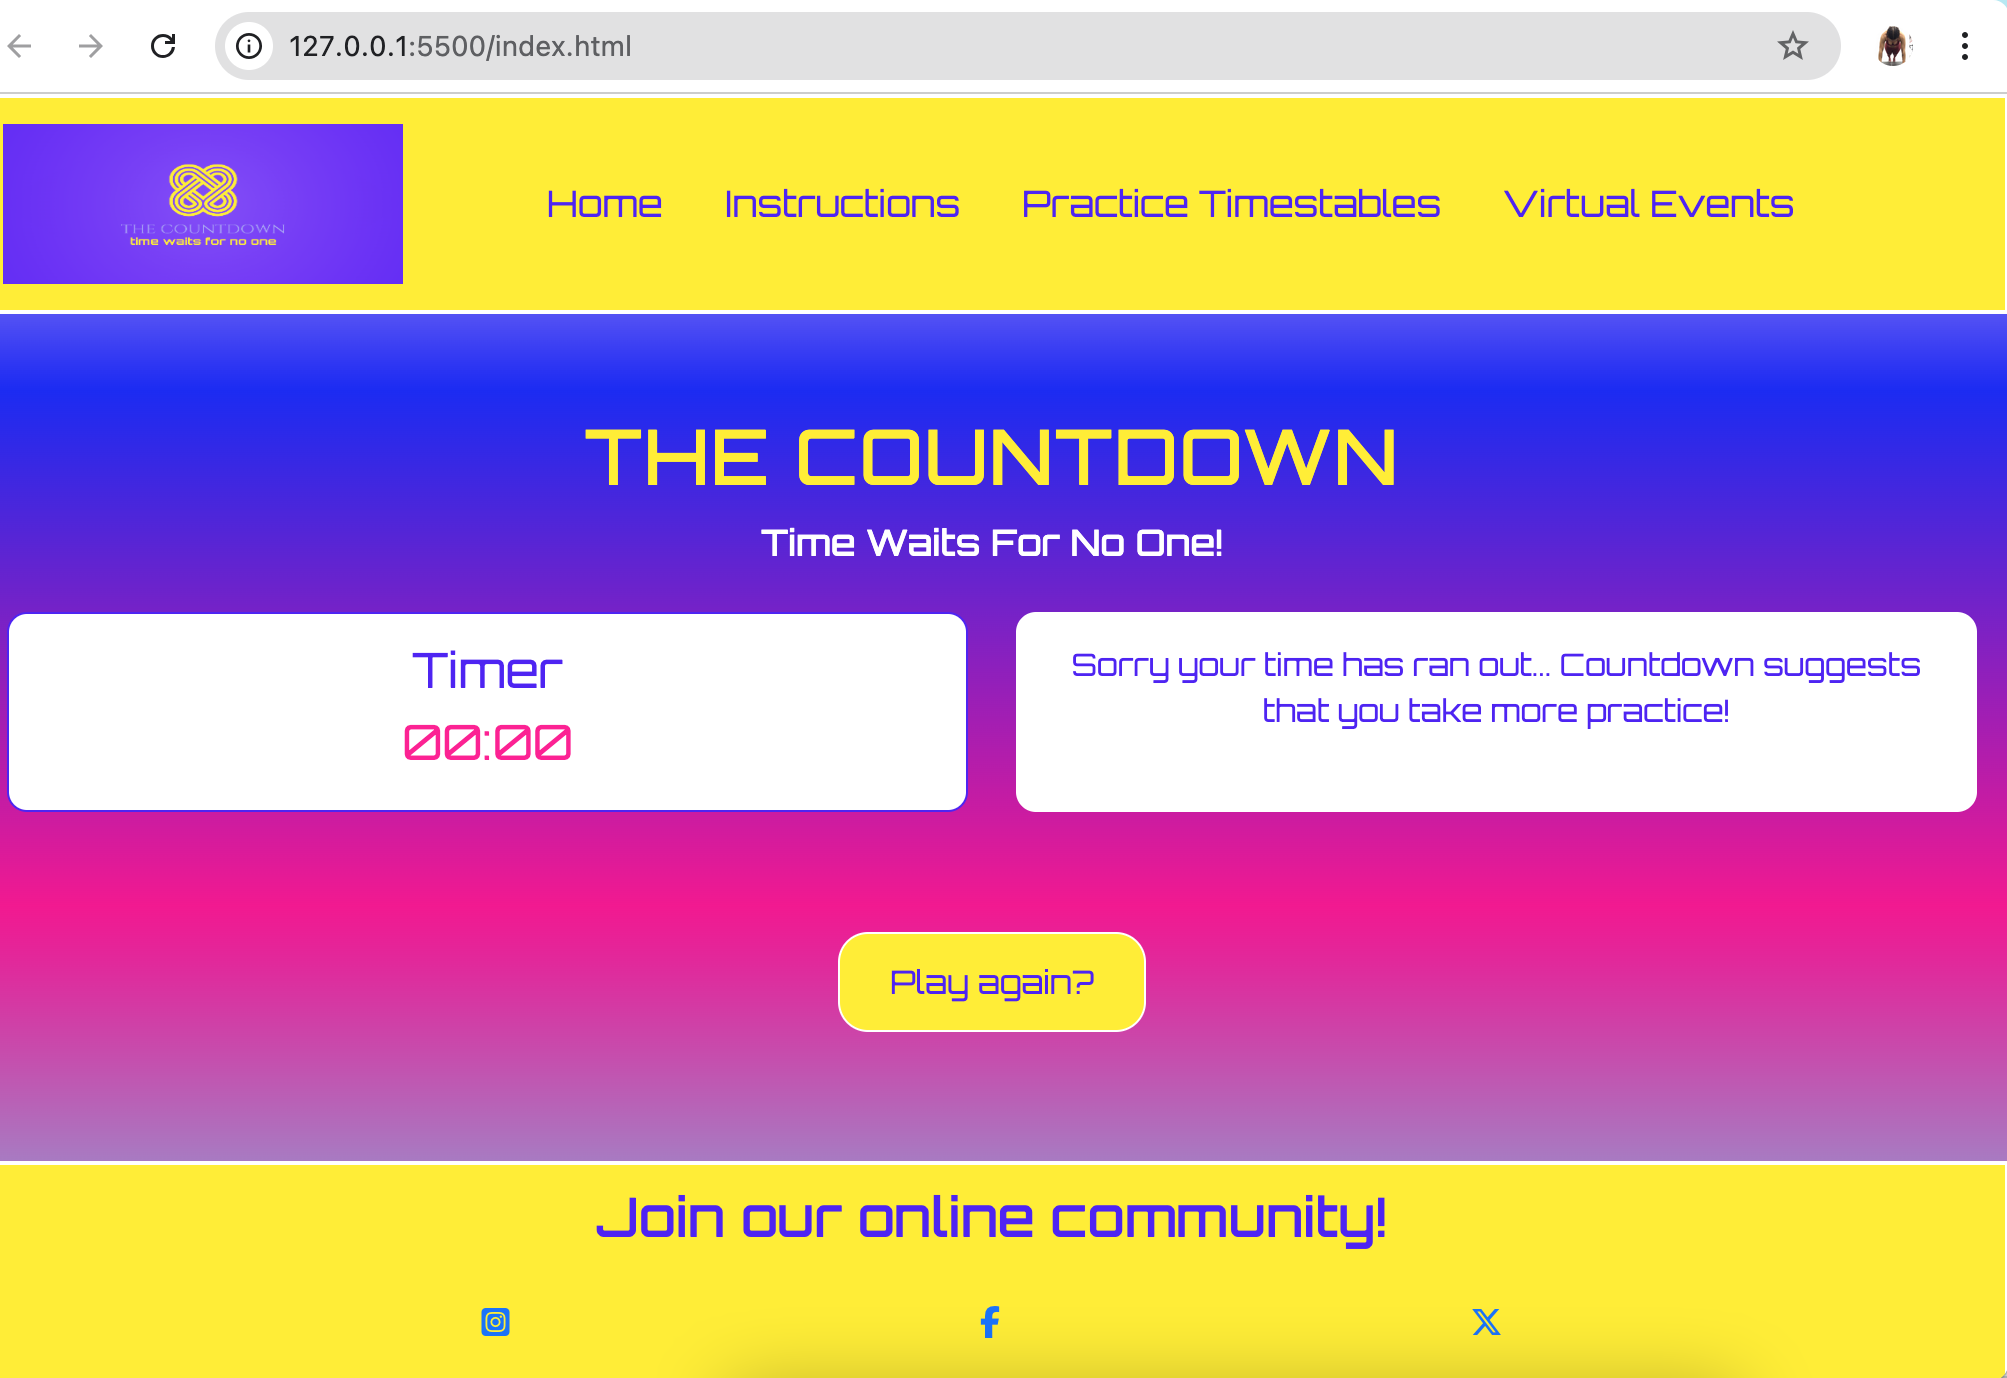 127.0.0.1:5500/index.html
THE COUNTDOWN
time waits for no one
Home Instructions Practice Timestables Virtual Events
THE COUNTDOWN
Time Waits For No One!
Timer
00:00
Sorry your time has ran out... Countdown suggests
that you take more practice!
Play again?
Join our online community!